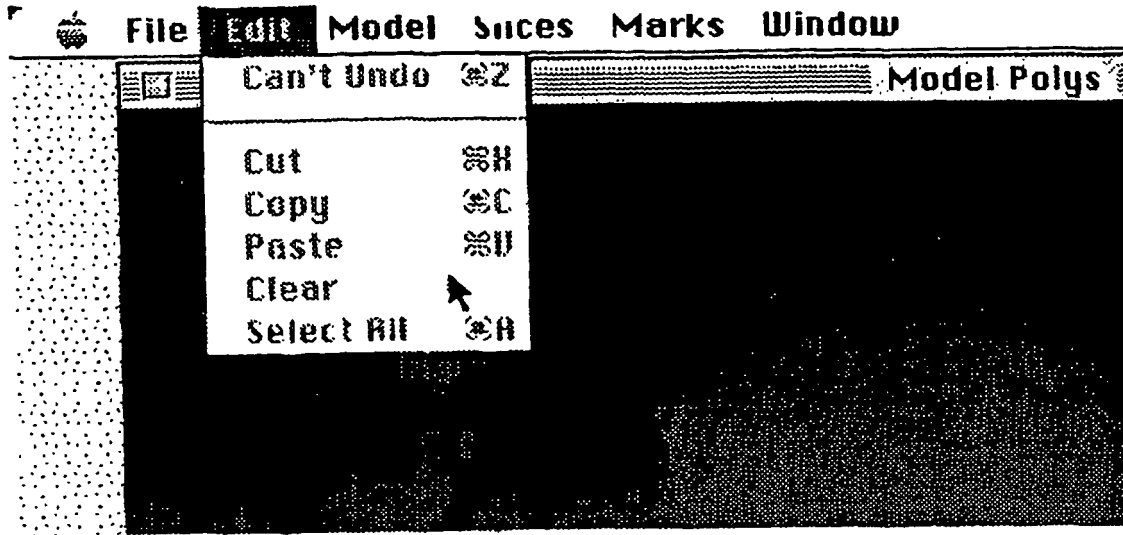 File Edit Model Slices Marks Window
Model Polys
Can't Undo ⌘Z
Cut ⌘X
Copy ⌘C
Paste ⌘V
Clear
Select All ⌘A